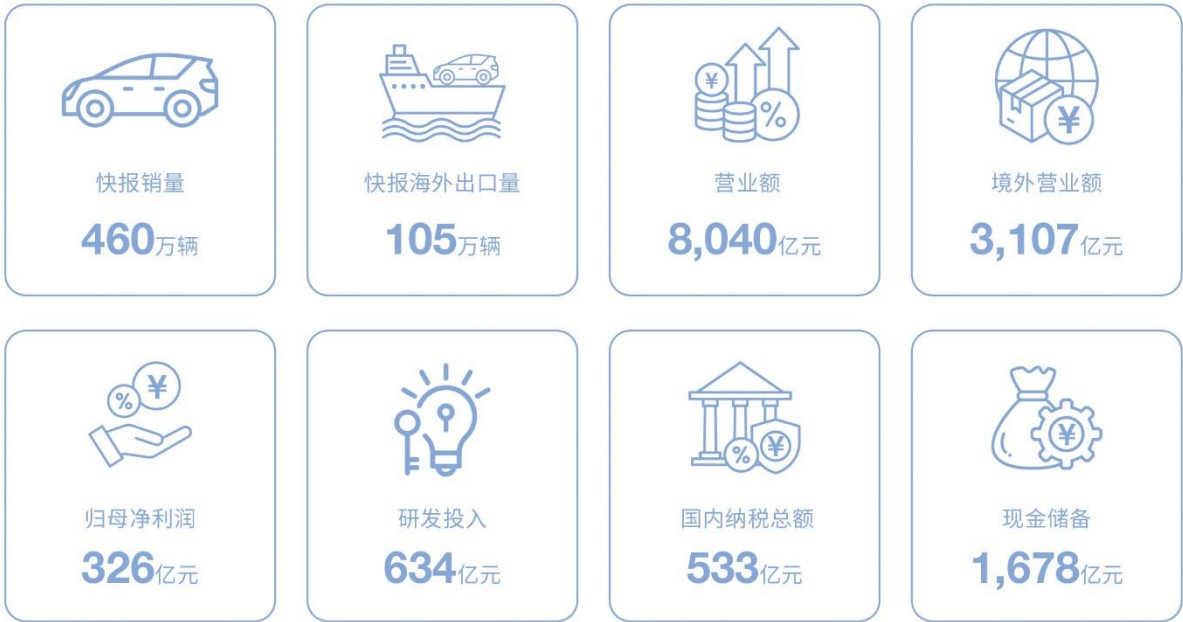 快报销量
460万辆
快报海外出口量
105万辆
¥
%
营业额
8,040亿元
¥
境外营业额
3,107亿元
%
¥
归母净利润
326亿元
研发投入
634亿元
%
¥
国内纳税总额
533亿元
¥
现金储备
1,678亿元